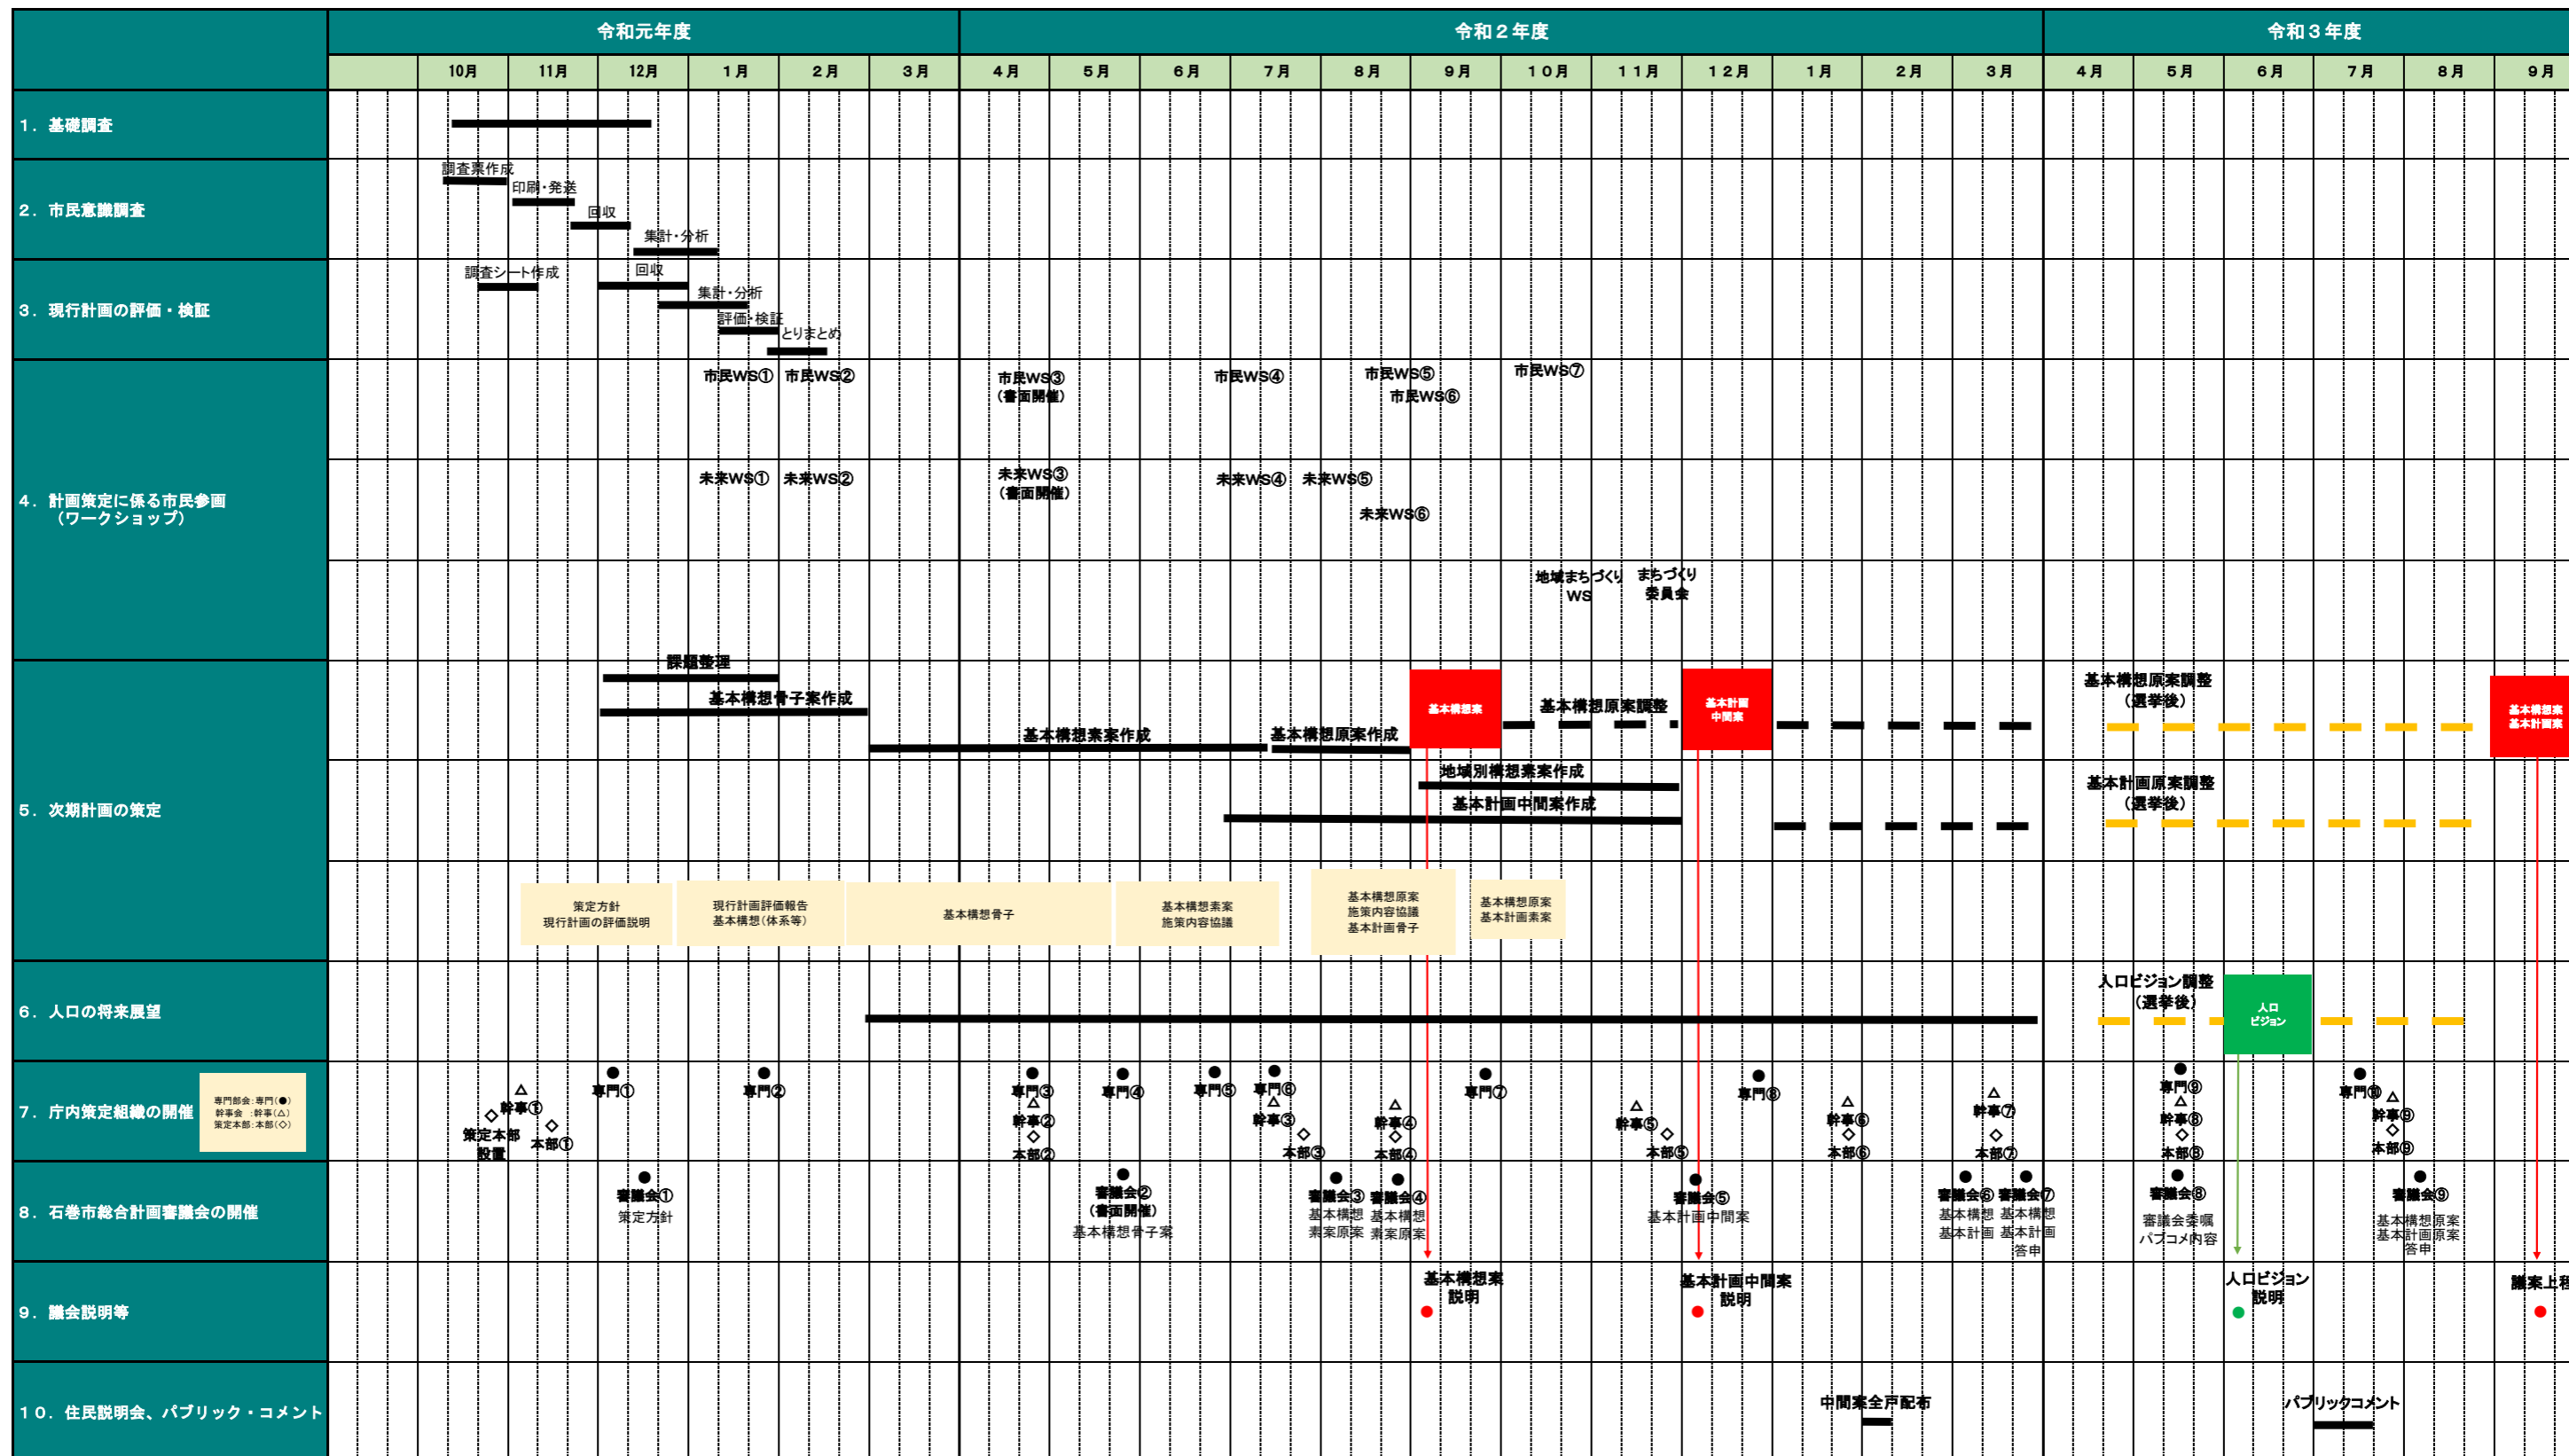 令和元年度
令和２年度
令和３年度
10月
11月
12月
１月
２月
３月
４月
５月
６月
７月
８月
９月
１０月
１１月
１２月
１月
２月
３月
４月
５月
６月
７月
８月
９月
１．基礎調査
２．市民意識調査
調査票作成
印刷・発送
回収
集計・分析
３．現行計画の評価・検証
調査シート作成
回収
集計・分析
評価・検証
とりまとめ
４．計画策定に係る市民参画
（ワークショップ）
市民WS①
市民WS②
市民WS③
（書面開催）
市民WS④
市民WS⑤
市民WS⑥
市民WS⑦
未来WS①
未来WS②
未来WS③
（書面開催）
未来WS④
未来WS⑤
未来WS⑥
地域まちづくり
WS
まちづくり
委員会
５．次期計画の策定
課題整理
基本構想骨子案作成
基本構想素案作成
基本構想原案作成
基本構想案
基本構想原案調整
基本計画
中間案
基本構想原案調整
（選挙後）
基本構想案
基本計画案
地域別構想素案作成
基本計画中間案作成
基本計画原案調整
（選挙後）
策定方針
現行計画の評価説明
現行計画評価報告
基本構想（体系等）
基本構想骨子
基本構想素案
施策内容協議
基本構想原案
施策内容協議
基本計画骨子
基本構想原案
基本計画素案
６．人口の将来展望
人口ビジョン調整
（選挙後）
人口
ビジョン
７．庁内策定組織の開催
専門部会：専門（●）
幹事会　：幹事（△）
策定本部：本部（◇）
策定本部
設置
幹事①
本部①
専門①
専門②
専門③
幹事②
本部②
専門④
専門⑤
専門⑥
幹事③
本部③
幹事④
本部④
専門⑦
幹事⑤
本部⑤
専門⑧
幹事⑥
本部⑥
幹事⑦
本部⑦
専門⑨
幹事⑧
本部⑧
専門⑩
幹事⑨
本部⑨
８．石巻市総合計画審議会の開催
審議会①
策定方針
審議会②
（書面開催）
基本構想骨子案
審議会③
基本構想
素案原案
審議会④
基本構想
素案原案
審議会⑤
基本計画中間案
審議会⑥
基本構想
基本計画
審議会⑦
基本構想
基本計画
答申
審議会⑧
審議会委嘱
パブコメ内容
審議会⑨
基本構想原案
基本計画原案
答申
９．議会説明等
基本構想案
説明
基本計画中間案
説明
人口ビジョン
説明
議案上程
１０．住民説明会、パブリック・コメント
中間案全戸配布
パブリックコメント